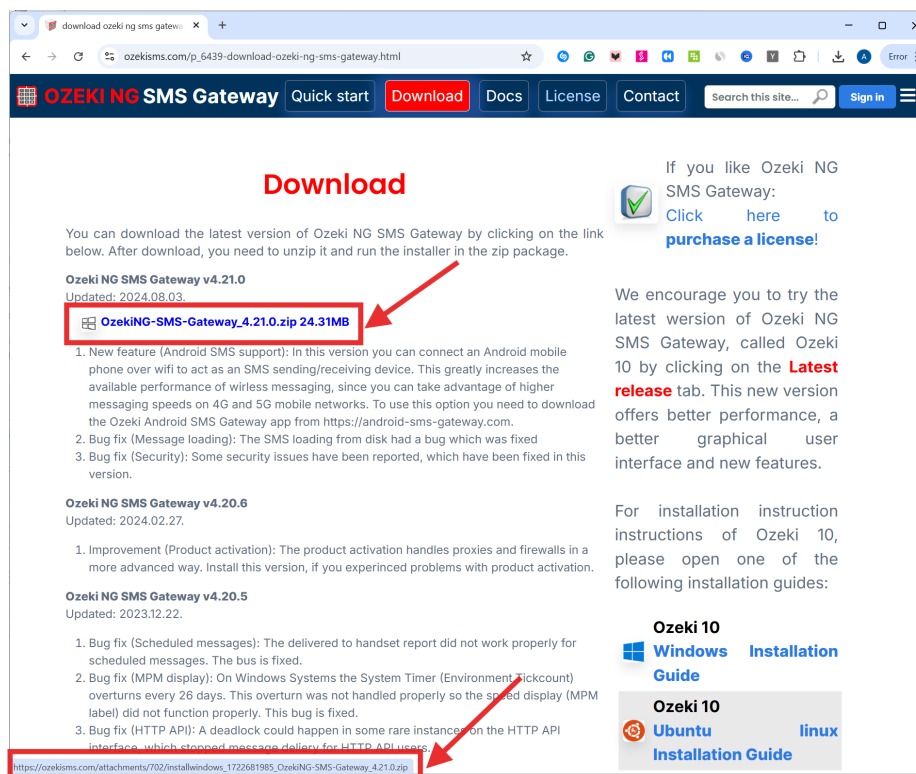 download ozeki ng sms gatewa
ozekisms.com/p_6439-download-ozeki-ng-sms-gateway.html
A
Error
OZEKI NG SMS Gateway
Quick start
Download
Docs
License
Contact
Search this site...
Sign in
Download
You can download the latest version of Ozeki NG SMS Gateway by clicking on the link
below. After download, you need to unzip it and run the installer in the zip package.
Ozeki NG SMS Gateway v4.21.0
Updated: 2024.08.03.
OzekiNG-SMS-Gateway_4.21.0.zip 24.31MB
1. New feature (Android SMS support): In this version you can connect an Android mobile
phone over wifi to act as an SMS sending/receiving device. This greatly increases the
available performance of wirless messaging, since you can take advantage of higher
messaging speeds on 4G and 5G mobile networks. To use this option you need to download
the Ozeki Android SMS Gateway app from https://android-sms-gateway.com.
2. Bug fix (Message loading): The SMS loading from disk had a bug which was fixed
3. Bug fix (Security): Some security issues have been reported, which have been fixed in this
version.
Ozeki NG SMS Gateway v4.20.6
Updated: 2024.02.27.
1. Improvement (Product activation): The product activation handles proxies and firewalls in a
more advanced way. Install this version, if you experinced problems with product activation.
Ozeki NG SMS Gateway v4.20.5
Updated: 2023.12.22.
1. Bug fix (Scheduled messages): The delivered to handset report did not work properly for
scheduled messages. The bus is fixed.
2. Bug fix (MPM display): On Windows Systems the System Timer (Environment.Tickcount)
overturns every 26 days. This overturn was not handled properly so the speed display (MPM
label) did not function properly. This bug is fixed.
3. Bug fix (HTTP API): A deadlock could happen in some rare instances on the HTTP API
interface, which stopped message deliery for HTTP API users.
https://ozekisms.com/attachments/702/installwindows_1722681985_OzekiNG-SMS-Gateway_4.21.0.zip
If you like Ozeki NG
SMS Gateway:
Click here to
purchase a license!
We encourage you to try the
latest wersion of Ozeki NG
SMS Gateway, called Ozeki
10 by clicking on the Latest
release tab. This new version
offers better performance, a
better graphical user
interface and new features.
For installation instruction
instructions of Ozeki 10,
please open one of the
following installation guides:
Ozeki 10
Windows Installation
Guide
Ozeki 10
Ubuntu linux
Installation Guide